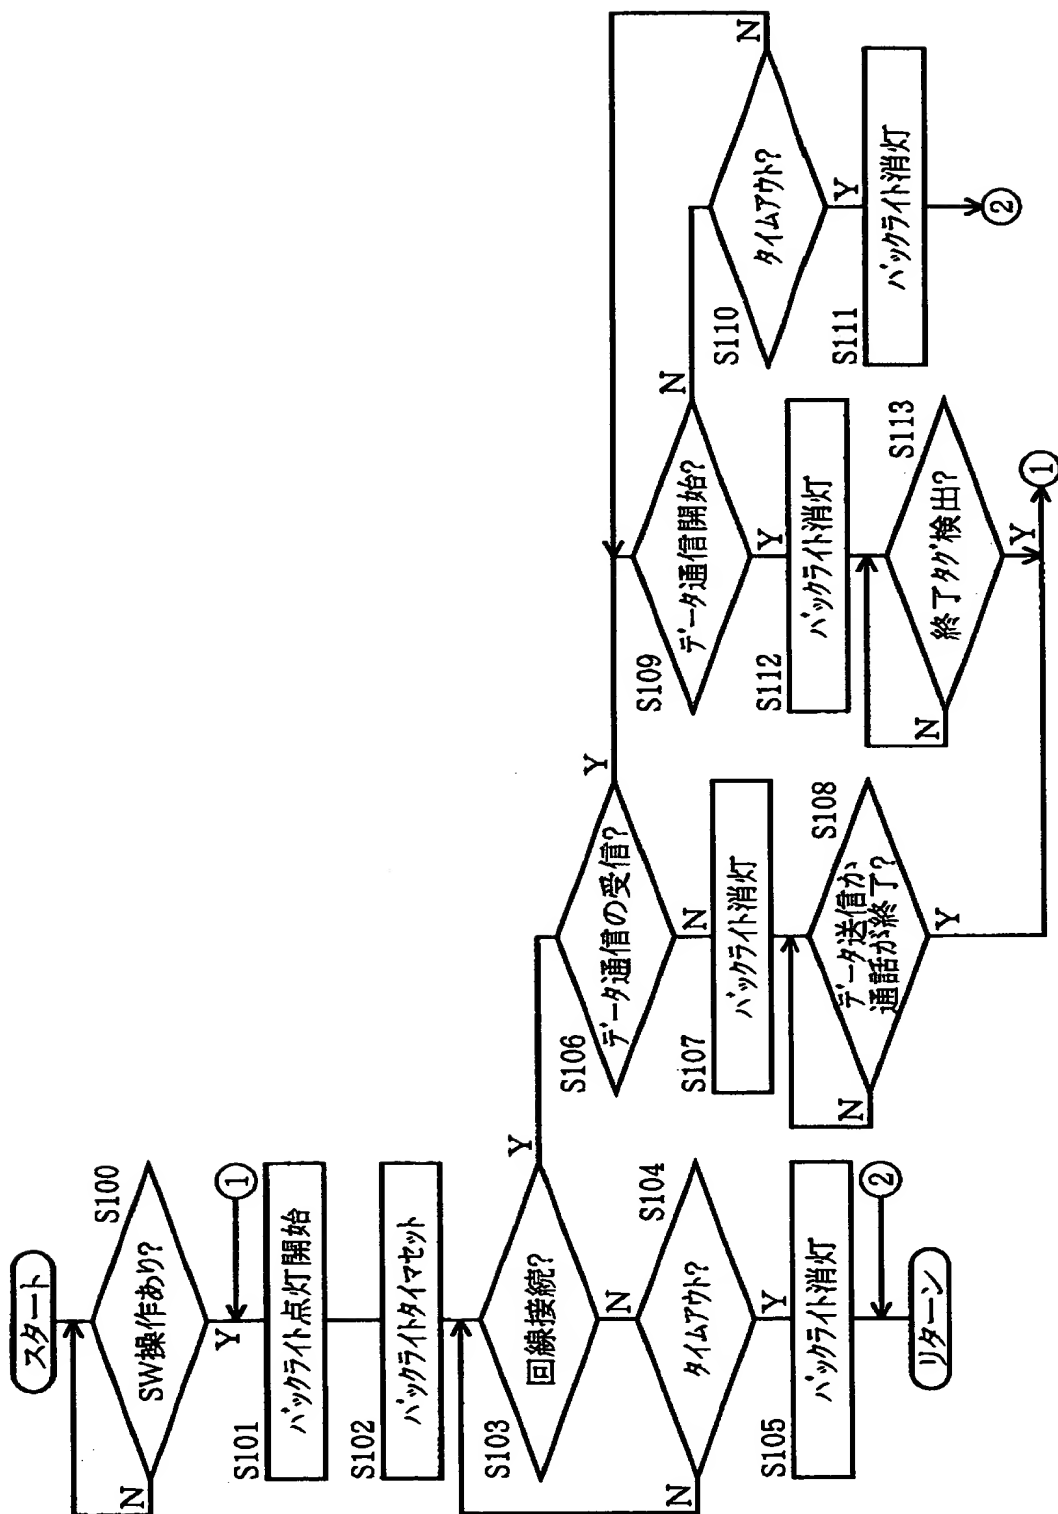 スタート
S100
SW操作あり?
N
Y
①
S101
バックライト点灯開始
S102
バックライトタイマセット
S103
回線接続?
Y
N
S104
タイムアウト?
N
Y
S105
バックライト消灯
②
リターン
S106
データ通信の受信?
Y
N
S107
バックライト消灯
S108
データ送信か
通話が終了?
N
Y
S109
データ通信開始?
N
Y
S110
タイムアウト?
N
Y
S111
バックライト消灯
②
S112
バックライト消灯
S113
終了タグ検出?
N
Y
①